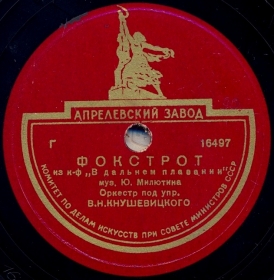 АПРЕЛЕВСКИЙ ЗАВОД
Г 16497
ФОКСТРОТ
из к-ф „В дальнем плавании"
муз. Ю. Милютина
Оркестр под упр.
В.Н.КНУШЕВИЦКОГО
КОМИТЕТ ПО ДЕЛАМ ИСКУССТВ ПРИ СОВЕТЕ МИНИСТРОВ СССР